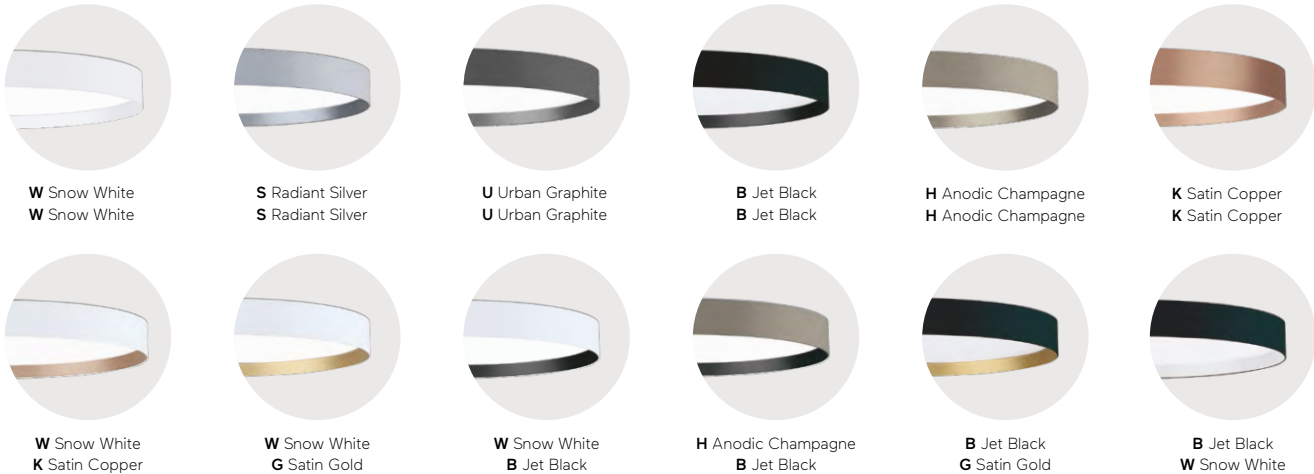 W Snow White
W Snow White
S Radiant Silver
S Radiant Silver
U Urban Graphite
U Urban Graphite
B Jet Black
B Jet Black
H Anodic Champagne
H Anodic Champagne
K Satin Copper
K Satin Copper
W Snow White
K Satin Copper
W Snow White
G Satin Gold
W Snow White
B Jet Black
H Anodic Champagne
B Jet Black
B Jet Black
G Satin Gold
B Jet Black
W Snow White